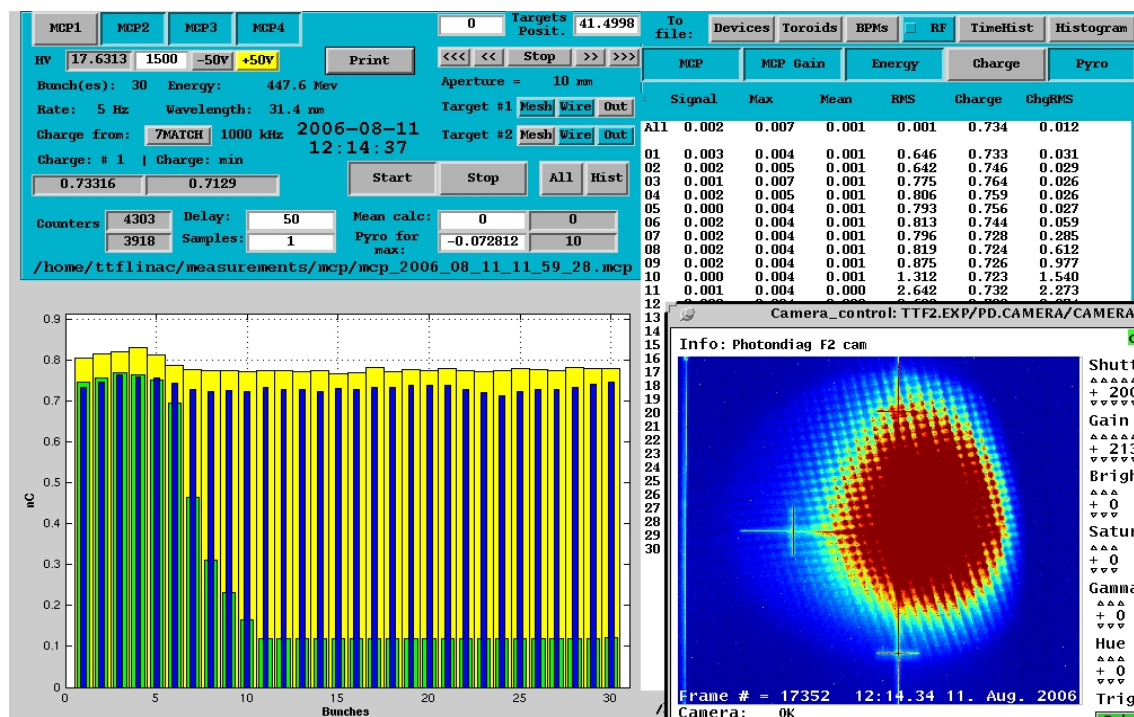 MCP1 MCP2 MCP3 MCP4
0 Targets Posit. 41.4998
To file: Devices Toroids BPMs RF TimeHist Histogram
HV 17.6313 1500 -50V +50V Print
<<< << Stop >> >>>
MCP MCP Gain Energy Charge Pyro
Bunch(es): 30 Energy: 447.6 Mev
Aperture = 10 mm
Rate: 5 Hz Wavelength: 31.4 nm
Target #1 Mesh Wire Out
Charge from: 7MATCH 1000 kHz 2006-08-11
12:14:37
Target #2 Mesh Wire Out
Charge: # 1 | Charge: min
0.73316 0.7129
Start Stop All Hist
Counters 4303 Delay: 50 Mean calc: 0 0
3918 Samples: 1 Pyro for max: -0.072812 10
/home/ttflinac/measurements/mcp/mcp_2006_08_11_11_59_28.mcp
Signal Max Mean RMS Charge ChgRMS
All 0.002 0.007 0.001 0.001 0.734 0.012
01 0.003 0.004 0.001 0.646 0.733 0.031
02 0.002 0.005 0.001 0.642 0.746 0.029
03 0.001 0.007 0.001 0.775 0.764 0.026
04 0.002 0.005 0.001 0.806 0.759 0.026
05 0.000 0.004 0.001 0.793 0.756 0.027
06 0.002 0.004 0.001 0.813 0.744 0.059
07 0.002 0.004 0.001 0.796 0.728 0.285
08 0.002 0.004 0.001 0.819 0.724 0.612
09 0.002 0.004 0.001 0.875 0.726 0.977
10 0.000 0.004 0.001 1.312 0.723 1.540
11 0.001 0.004 0.000 2.642 0.732 2.273
12
13
14
15
16
17
18
19
20
21
22
23
24
25
26
27
28
29
30
Camera_control: TTF2.EXP/PD.CAMERA/CAMERA
Info: Photondiag F2 cam
Shutt
+ 200
Gain
+ 213
Brigh
+ 0
Satur
+ 0
Gamma
+ 0
Hue
+ 0
Trig
Frame # = 17352 12:14.34 11. Aug. 2006
Camera: OK
0.9
0.8
0.7
0.6
0.5
0.4
0.3
0.2
0.1
0
nC
0 5 10 15 20 25 30
Bunches